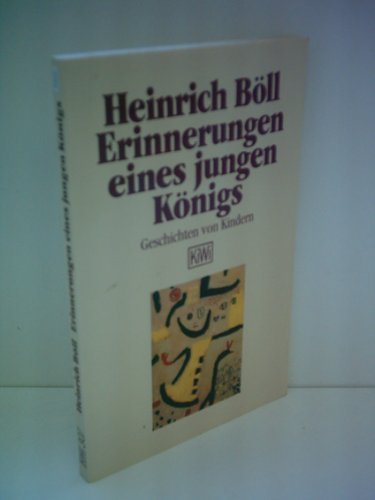 Heinrich Böll
Erinnerungen
eines jungen
Königs
Geschichten von Kindern
KiWi
Heinrich Böll Erinnerungen eines jungen Königs